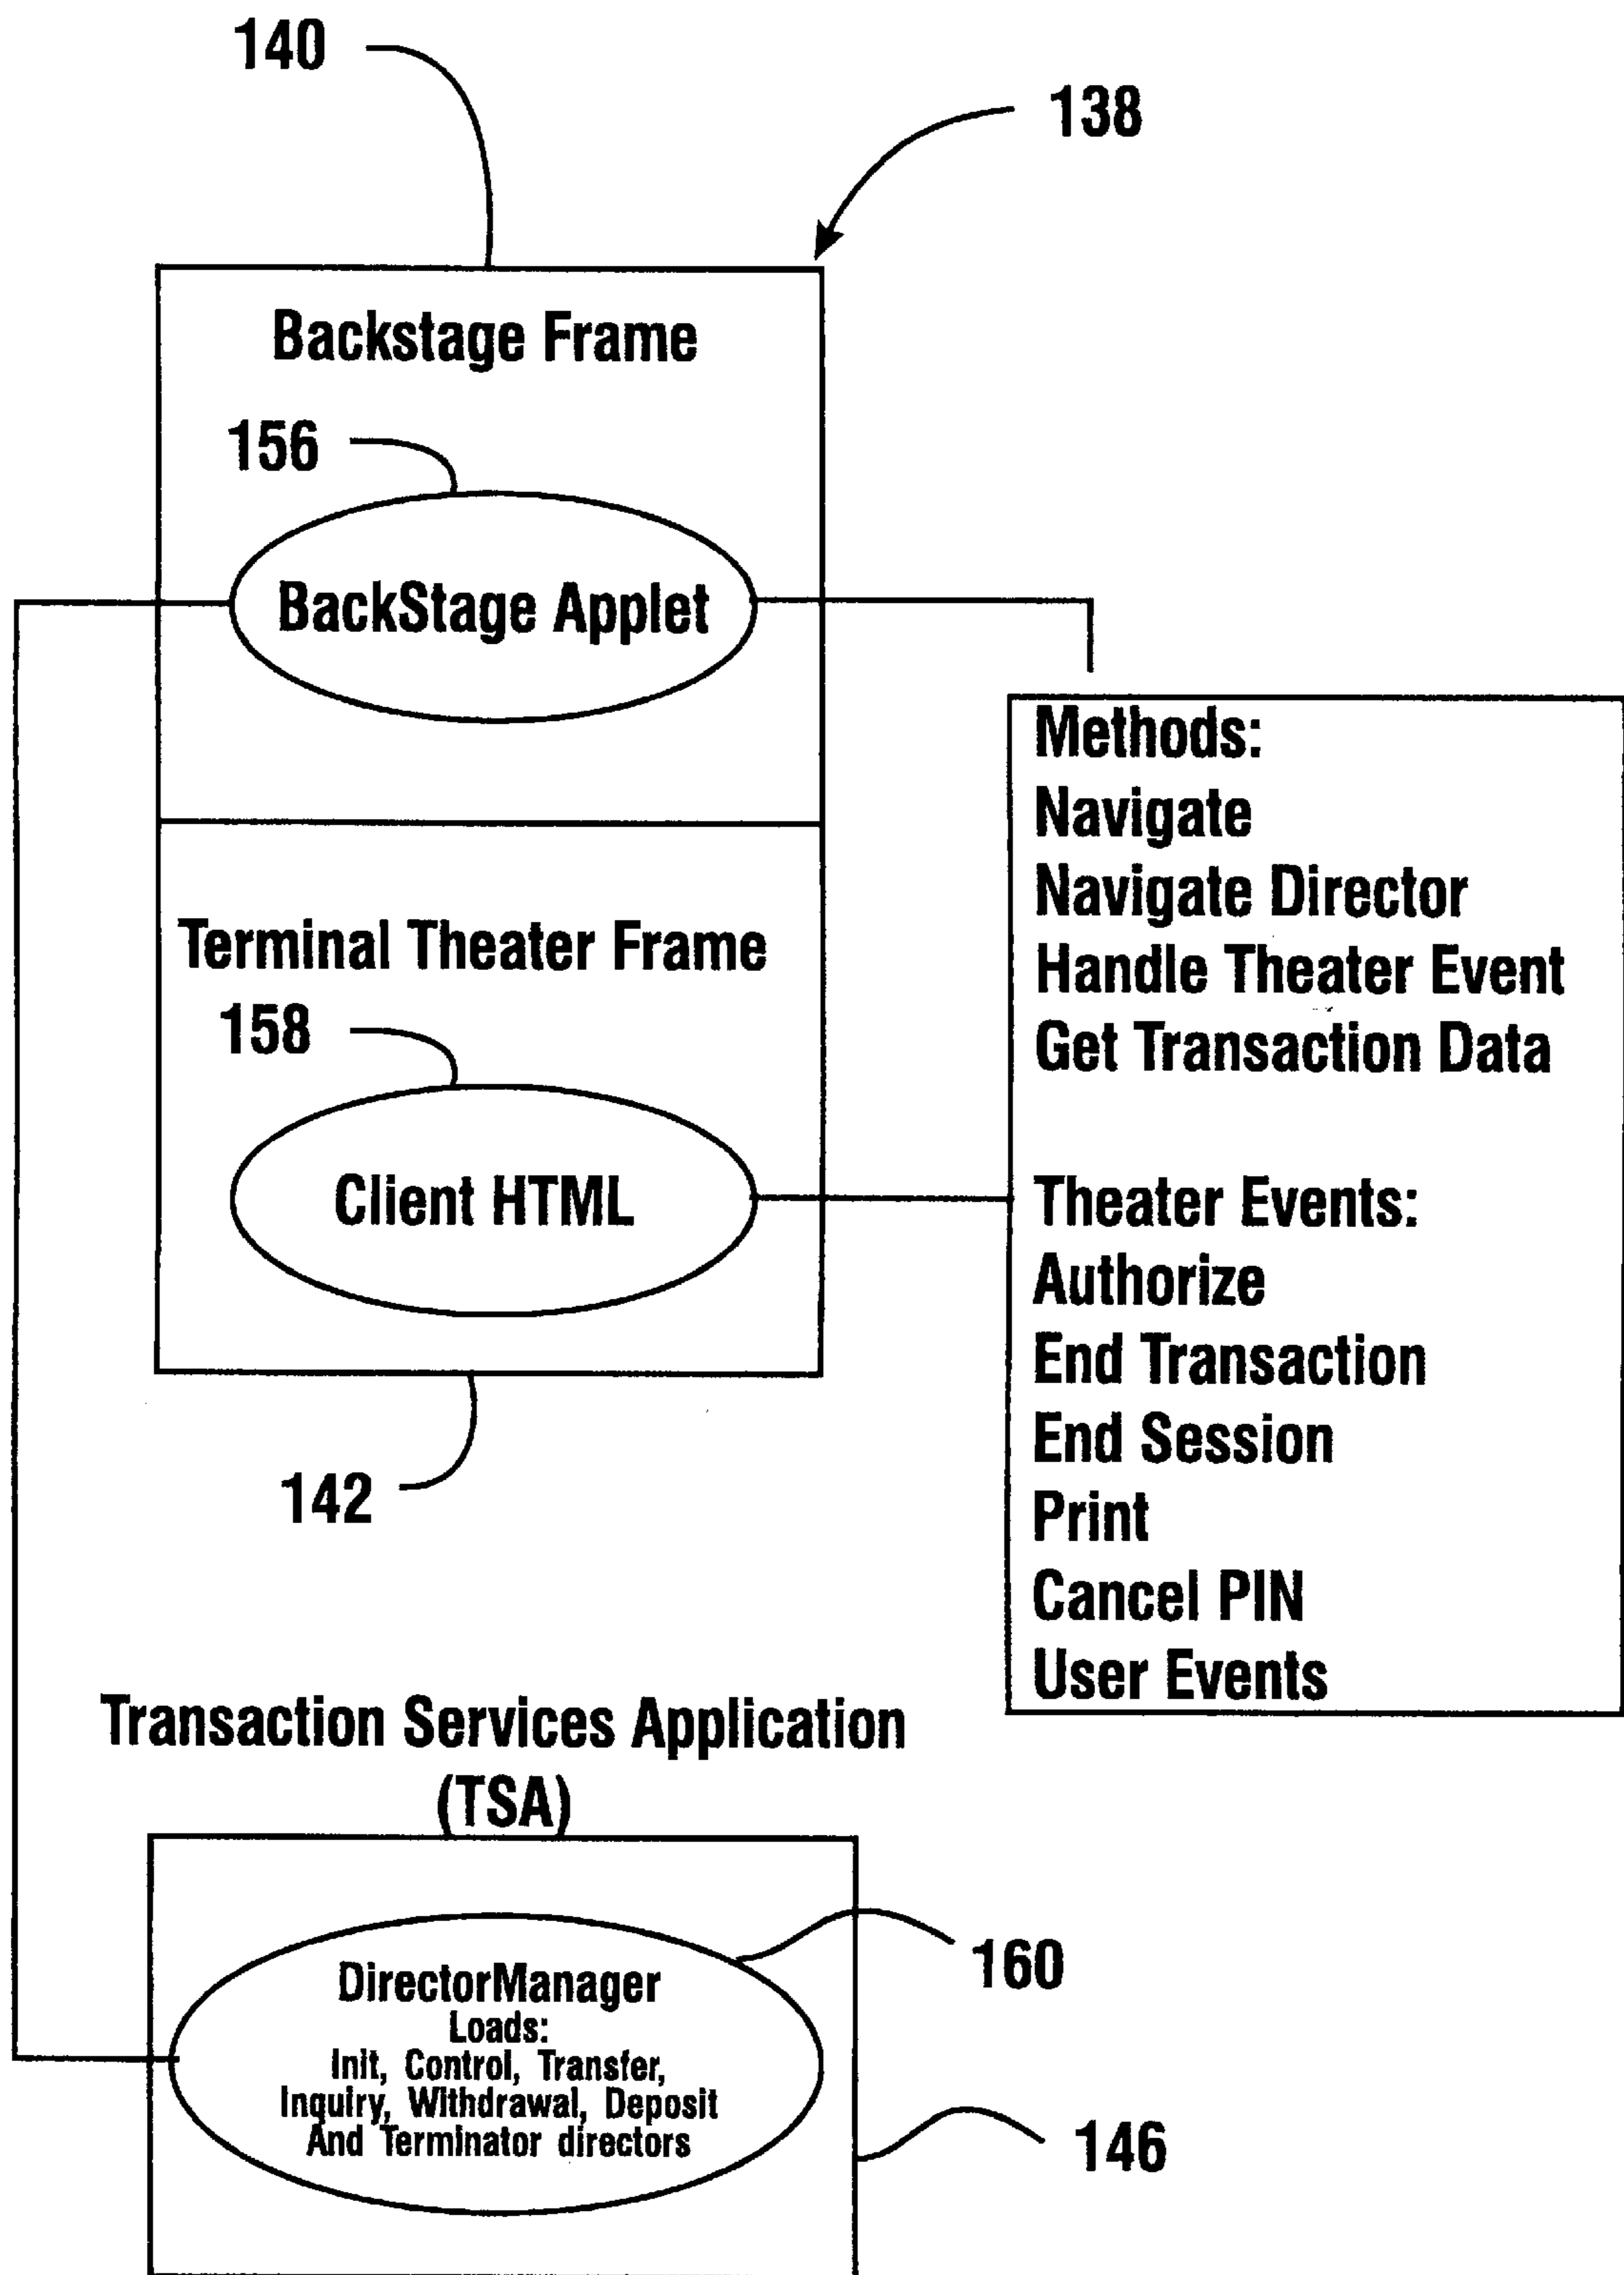 140
138
Backstage Frame
156
BackStage Applet
Methods:
Navigate
Navigate Director
Handle Theater Event
Get Transaction Data
Terminal Theater Frame
158
Client HTML
Theater Events:
Authorize
End Transaction
End Session
Print
Cancel PIN
User Events
142
Transaction Services Application
(TSA)
DirectorManager
Loads:
Init, Control, Transfer,
Inquiry, Withdrawal, Deposit
And Terminator directors
160
146